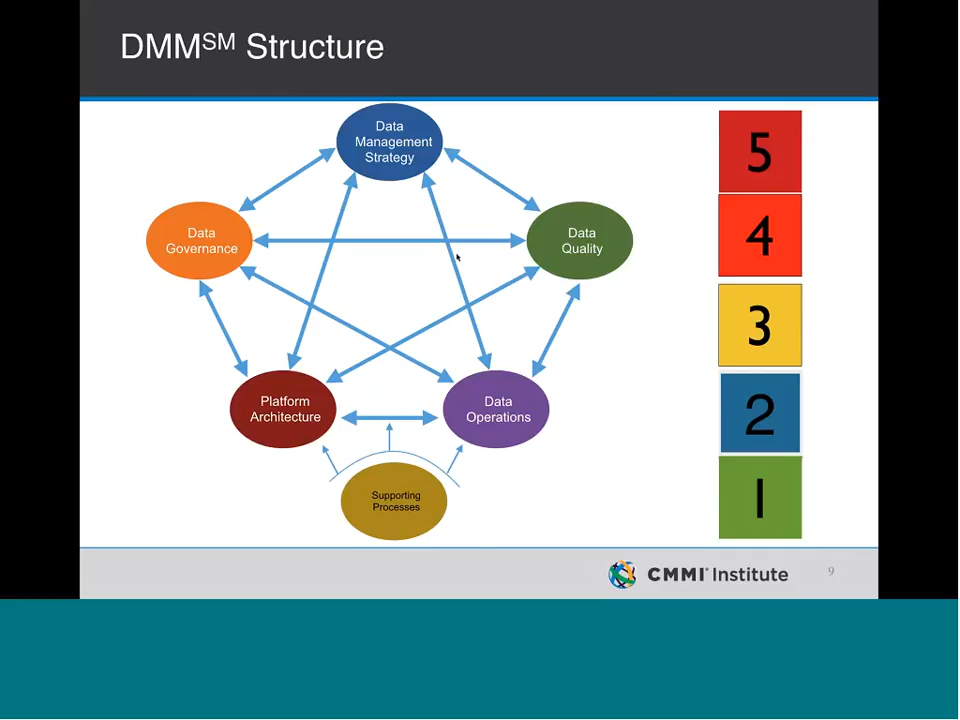 DMM℠ Structure
Data
Management
Strategy
Data
Governance
Data
Quality
Platform
Architecture
Data
Operations
Supporting
Processes
5
4
3
2
1
CMMI® Institute
9